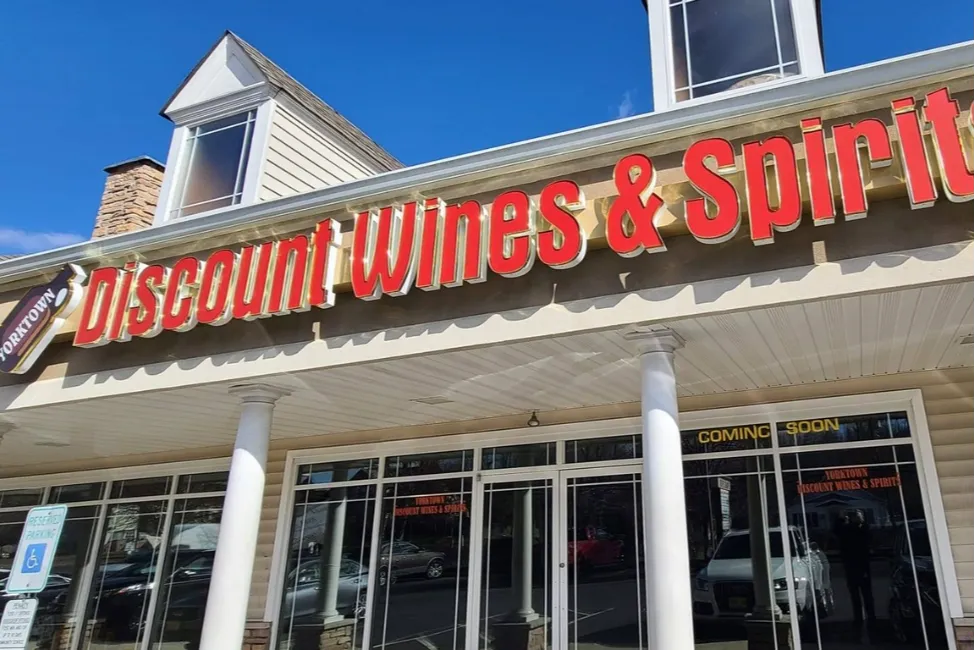 YORKTOWN
Discount Wines & Spirits
COMING SOON
YORKTOWN
DISCOUNT WINES & SPIRITS
YORKTOWN
DISCOUNT WINES & SPIRITS
RESERVED
PARKING